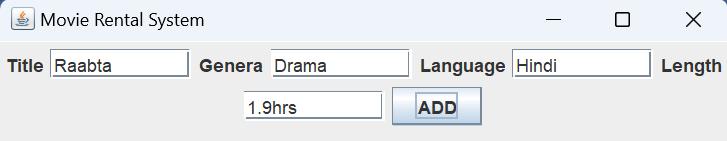 Movie Rental System
Title Raabta Genera Drama Language Hindi Length
1.9hrs ADD